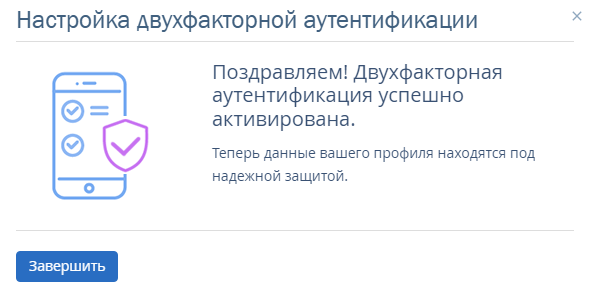 Настройка двухфакторной аутентификации
Поздравляем! Двухфакторная
аутентификация успешно
активирована.
Теперь данные вашего профиля находятся под
надежной защитой.
Завершить